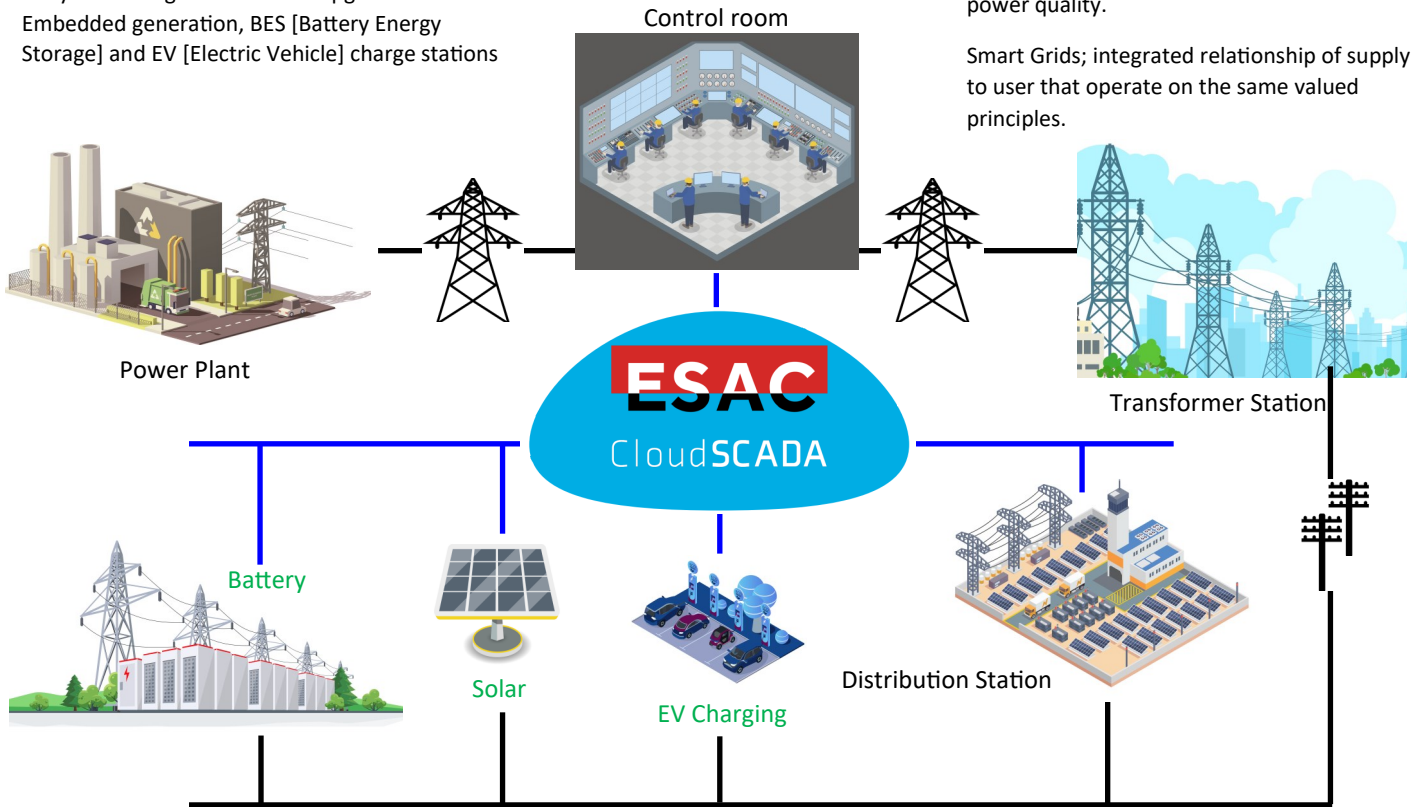 Embedded generation, BES [Battery Energy
Storage] and EV [Electric Vehicle] charge stations
Control room
power quality.
Smart Grids; integrated relationship of supply
to user that operate on the same valued
principles.
Power Plant
ESAC
CloudSCADA
Transformer Station
Battery
Solar
EV Charging
Distribution Station